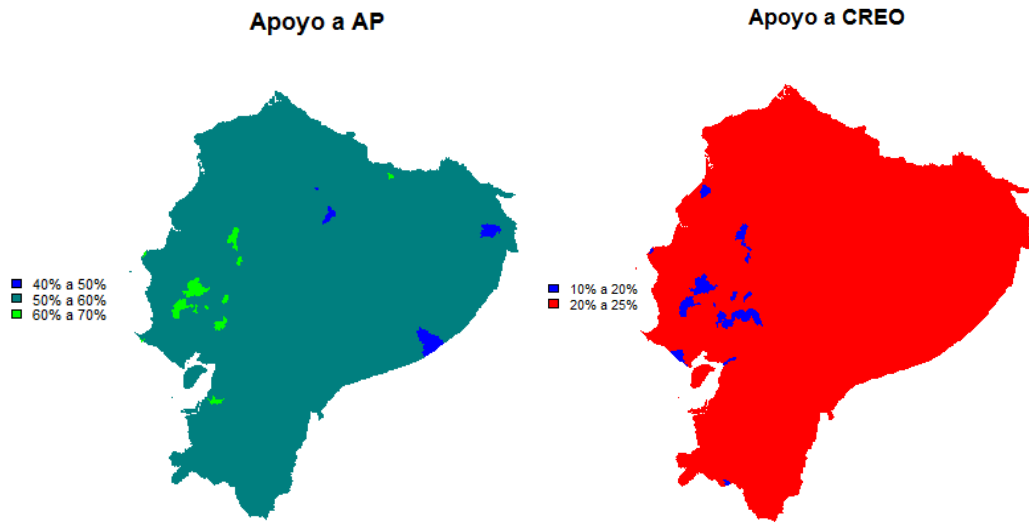 Apoyo a AP
Apoyo a CREO
40% a 50%
50% a 60%
60% a 70%
10% a 20%
20% a 25%